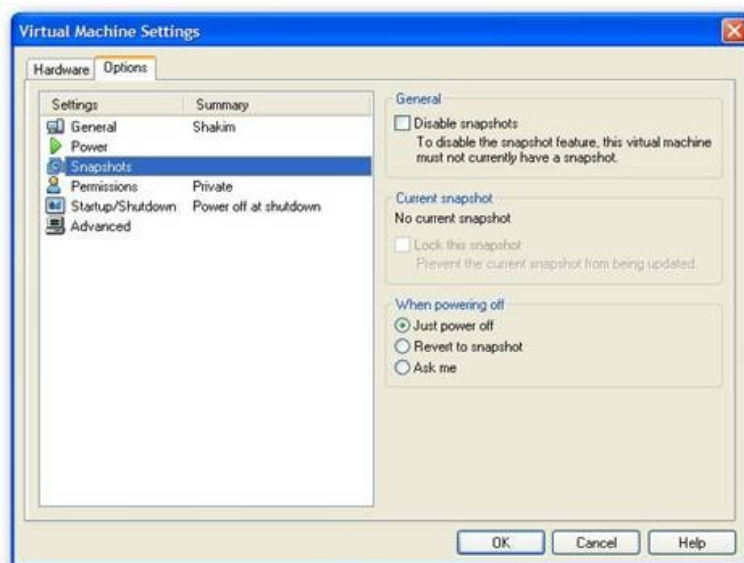 Virtual Machine Settings
Hardware Options
Settings Summary
General Shakim
Power
Snapshots
Permissions Private
Startup/Shutdown Power off at shutdown
Advanced
General
Disable snapshots
To disable the snapshot feature, this virtual machine
must not currently have a snapshot.
Current snapshot
No current snapshot
Lock this snapshot
Prevent the current snapshot from being updated.
When powering off
Just power off
Revert to snapshot
Ask me
OK Cancel Help